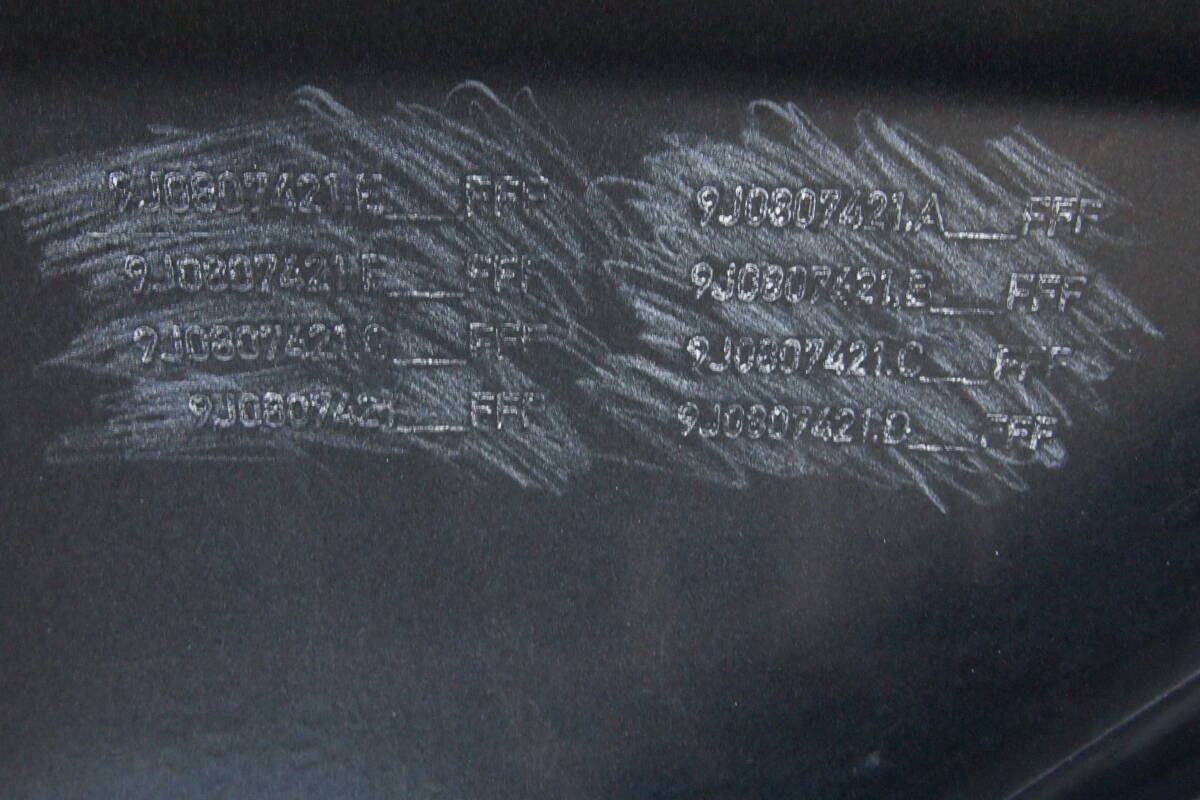 9J0807421.E___FFF
9J0807421.F___FFF
9J0807421.G___FFF
9J0807421___FFF
9J0807421.A___FFF
9J0807421.B___FFF
9J0807421.C___FFF
9J0807421.D___FFF